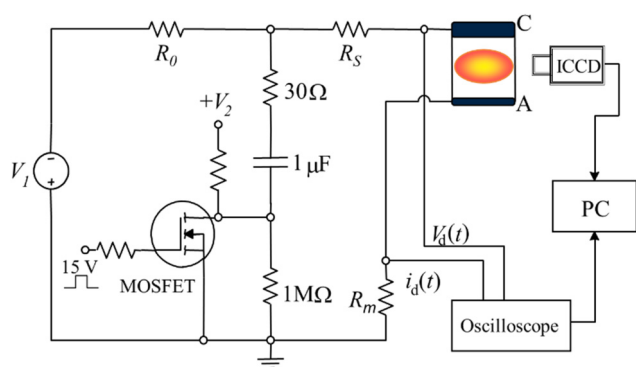 C
R0
RS
ICCD
30Ω
A
+V2
1 μF
V1
-
+
PC
Vd(t)
15 V
MOSFET
1MΩ
Rm
id(t)
Oscilloscope